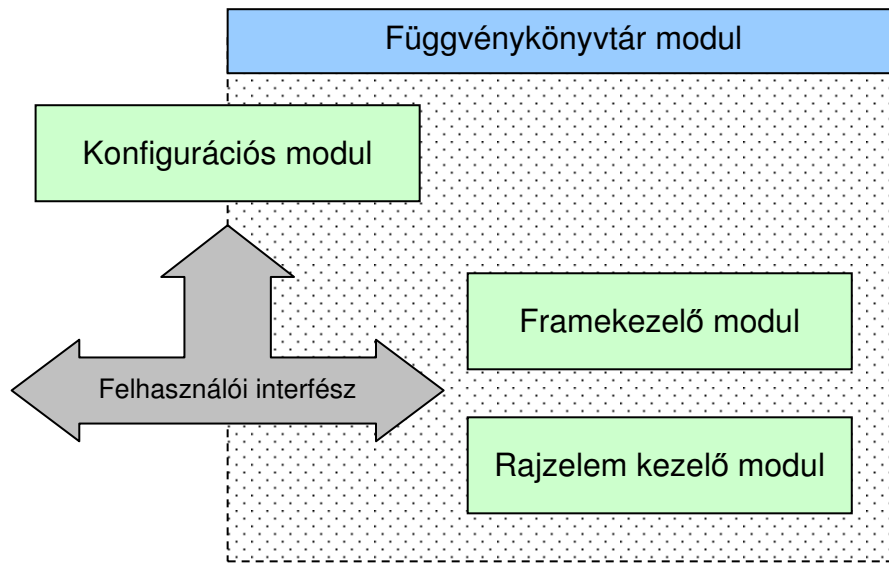 Függvénykönyvtár modul
Konfigurációs modul
Framekezelő modul
Felhasználói interfész
Rajzelem kezelő modul